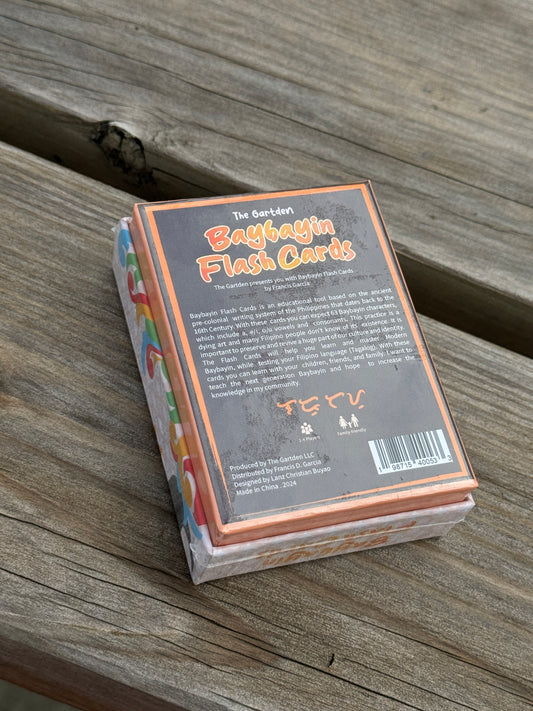 The Gartden
Baybayin
Flash Cards
The Garden presents you with Baybayin Flash Cards
by Francis Garcia
Baybayin Flash Cards is an educational tool based on the ancient
pre-colonial writing system of the Philippines that dates back to the
16th Century. With these cards you can expect 63 Baybayin characters,
which include a, e/i, o/u vowels and consonants. This practice is a
dying art and many Filipino people don't know of its existence. It is
important to preserve and revive a huge part of our culture and identity.
The Flash Cards will help you learn and master Modern
Baybayin, while testing your Filipino language (Tagalog). With these
cards you can learn with your children, friends, and family. I want to
teach the next generation Baybayin and hope to increase the
knowledge in my community.
Family Friendly
Produced by The Gartden LLC
Distributed by Francis D. Garcia
Designed by Lanz Christian Buyao
Made in China 2024
1 98715 40053 0